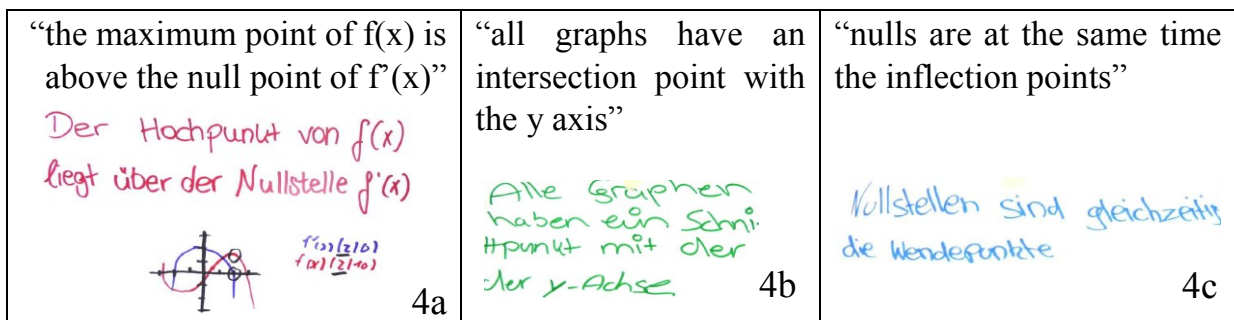 “the maximum point of f(x) is
above the null point of f’(x)”
Der Hochpunkt von f(x)
liegt über der Nullstelle f'(x)
f'(x)(2|0)
f(x)(2|10)
4a
“all graphs have an
intersection point with
the y axis”
Alle Graphen
haben ein Schni-
ttpunkt mit der
der y-Achse
4b
“nulls are at the same time
the inflection points”
Nullstellen sind gleichzeitig
die Wendepunkte
4c